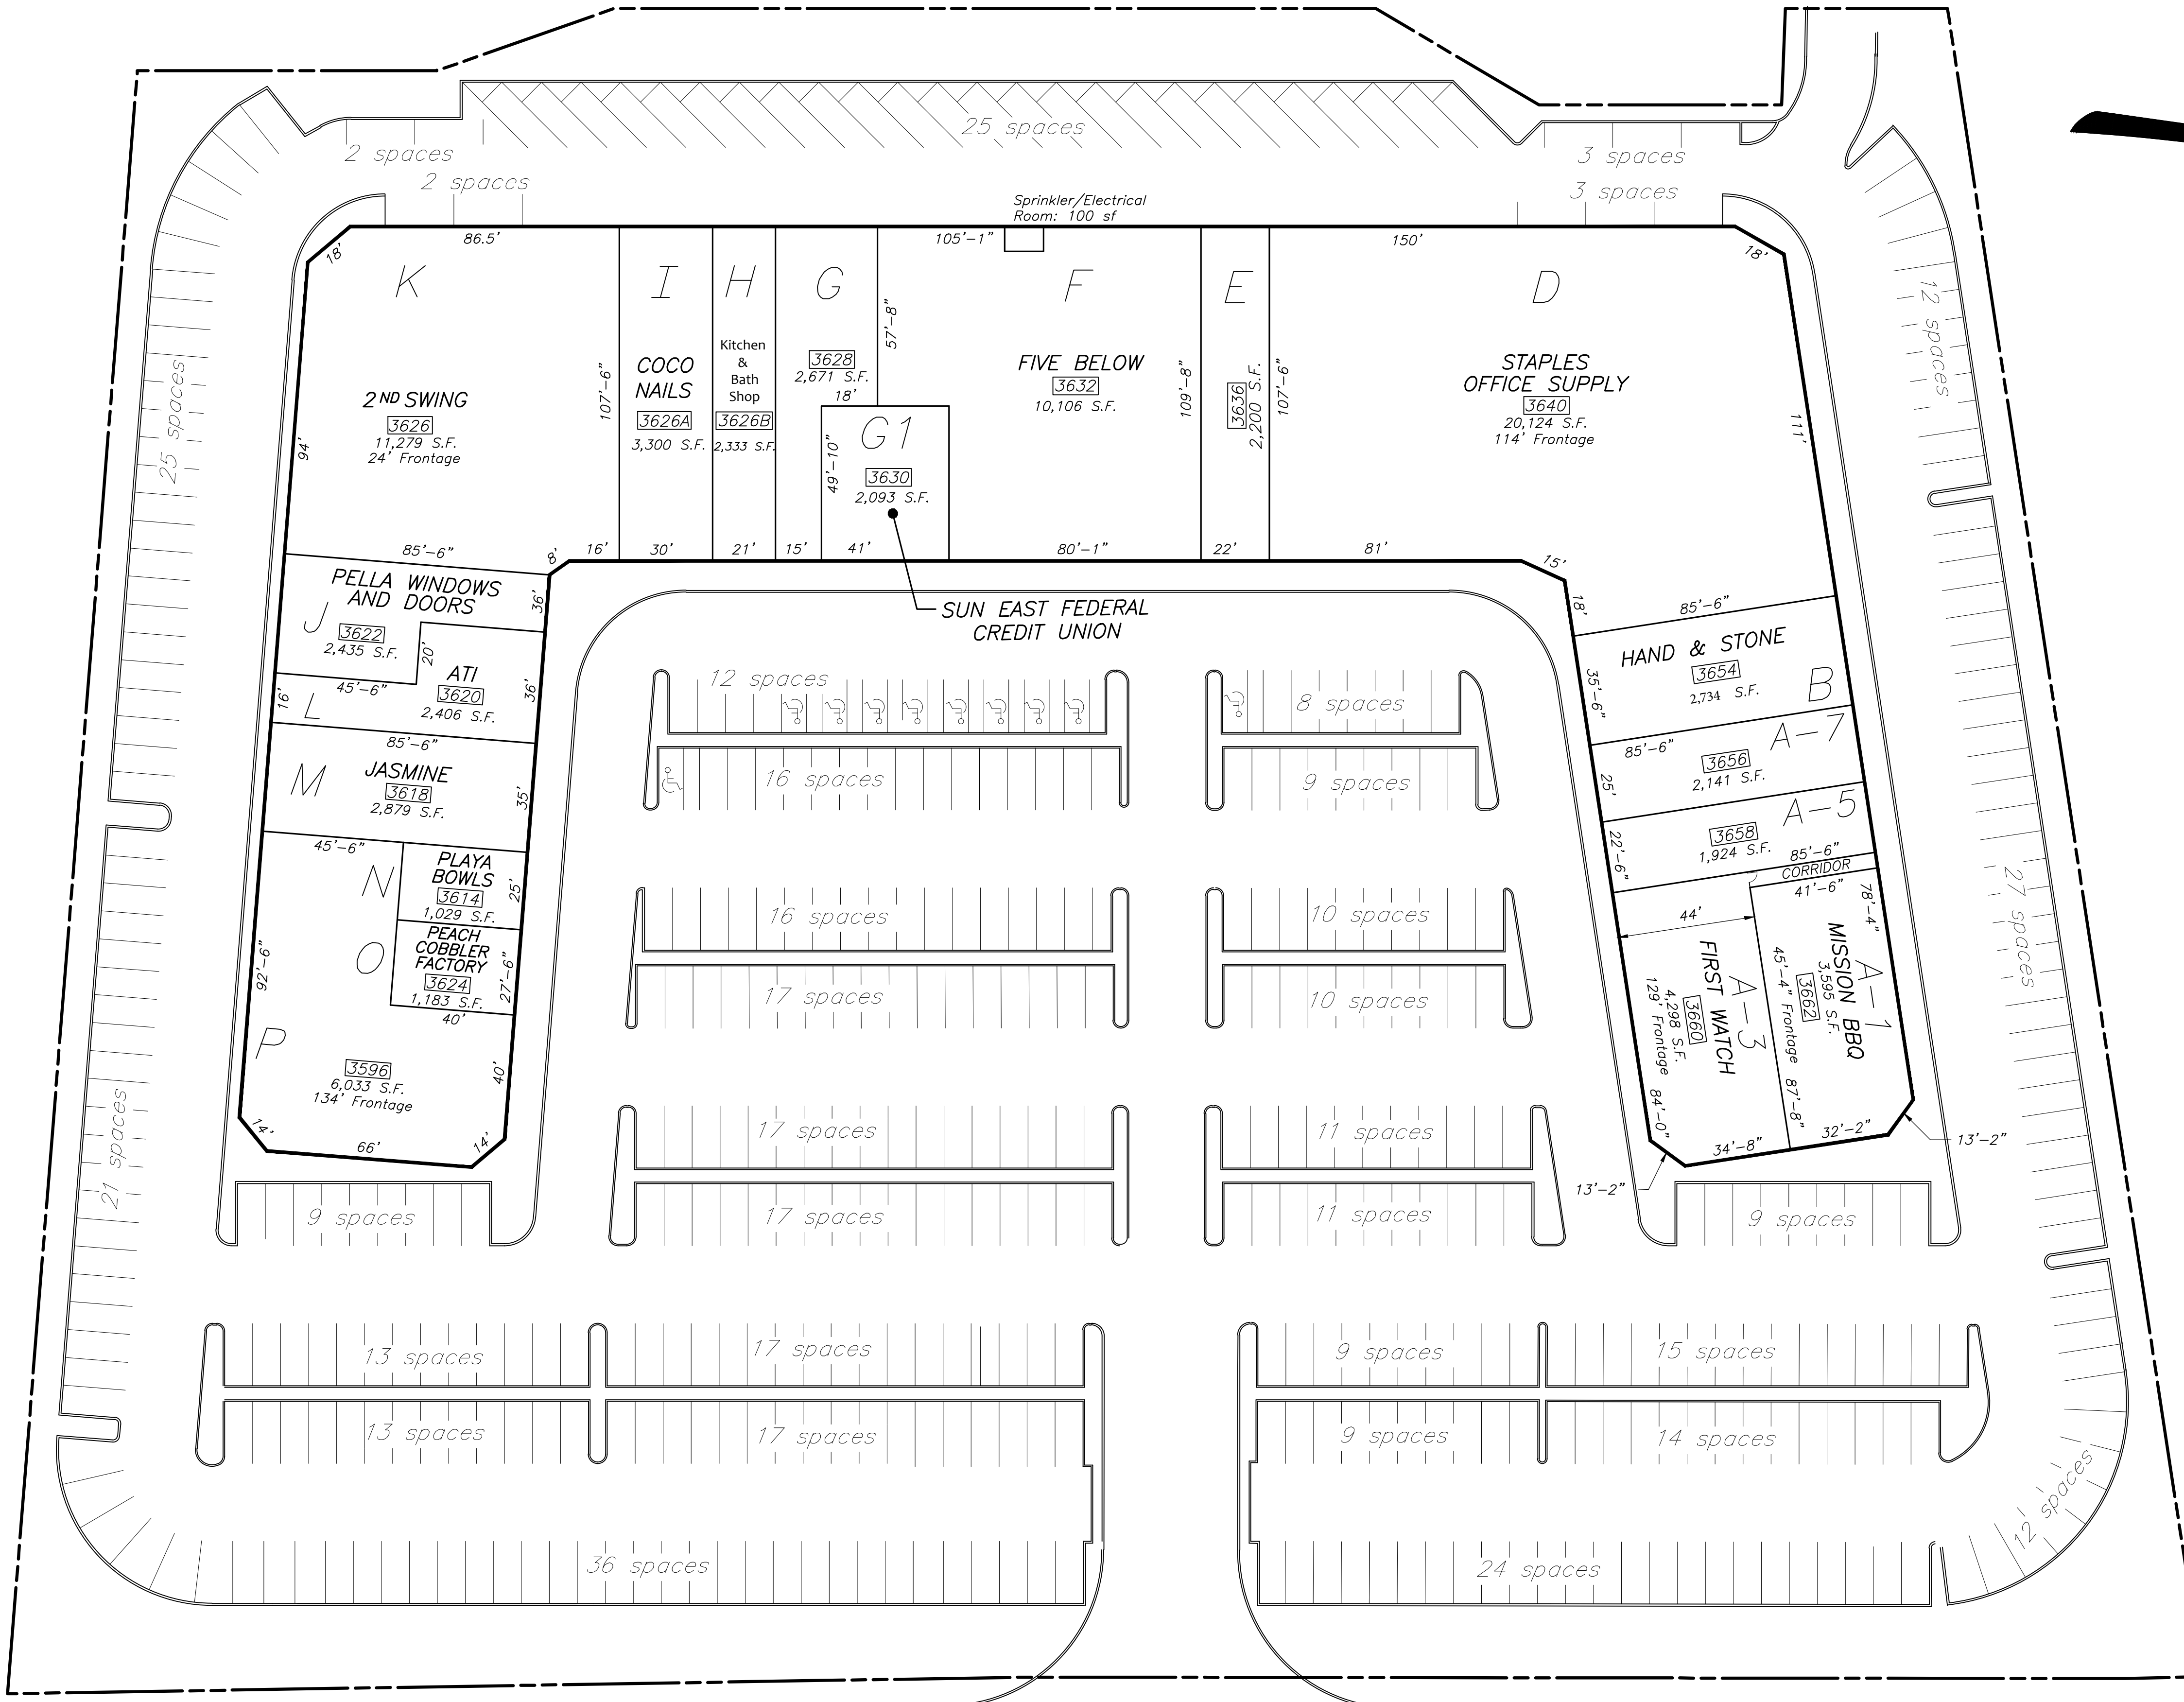 25 spaces
2 spaces
2 spaces
3 spaces
3 spaces
Sprinkler/Electrical
Room: 100 sf
18'
86.5'
105'-1"
150'
18'
K
I
H
G
F
E
D
12 spaces
25 spaces
94'
2ND SWING
3626
11,279 S.F.
24' Frontage
107'-6"
COCO
NAILS
3626A
3,300 S.F.
Kitchen
&
Bath
Shop
3626B
2,333 S.F.
3628
2,671 S.F.
18'
57'-8"
49'-10"
G1
3630
2,093 S.F.
FIVE BELOW
3632
10,106 S.F.
109'-8"
3636
2,200 S.F.
107'-6"
STAPLES
OFFICE SUPPLY
3640
20,124 S.F.
114' Frontage
111'
85'-6"
8'
16'
30'
21'
15'
41'
80'-1"
22'
81'
15'
SUN EAST FEDERAL
CREDIT UNION
PELLA WINDOWS
AND DOORS
J
3622
2,435 S.F.
36'
20'
45'-6"
16'
L
ATI
3620
2,406 S.F.
36'
85'-6"
M
JASMINE
3618
2,879 S.F.
35'
45'-6"
N
PLAYA
BOWLS
3614
1,029 S.F.
25'
O
PEACH
COBBLER
FACTORY
3624
1,183 S.F.
27'-6"
40'
92'-6"
P
3596
6,033 S.F.
134' Frontage
40'
14'
66'
14'
18'
85'-6"
HAND & STONE
3654
2,734 S.F.
B
35'-6"
85'-6"
A-7
3656
2,141 S.F.
25'
A-5
3658
1,924 S.F.
22'-6"
85'-6"
CORRIDOR
41'-6"
78'-4"
44'
MISSION BBQ
A-1
3662
3,595 S.F.
45'-4" Frontage
87'-8"
FIRST WATCH
A-3
3660
4,298 S.F.
129' Frontage
84'-0"
34'-8"
32'-2"
13'-2"
13'-2"
27 spaces
21 spaces
12 spaces
8 spaces
16 spaces
9 spaces
16 spaces
10 spaces
17 spaces
10 spaces
17 spaces
11 spaces
17 spaces
11 spaces
9 spaces
9 spaces
13 spaces
17 spaces
9 spaces
15 spaces
13 spaces
17 spaces
9 spaces
14 spaces
36 spaces
24 spaces
12 spaces